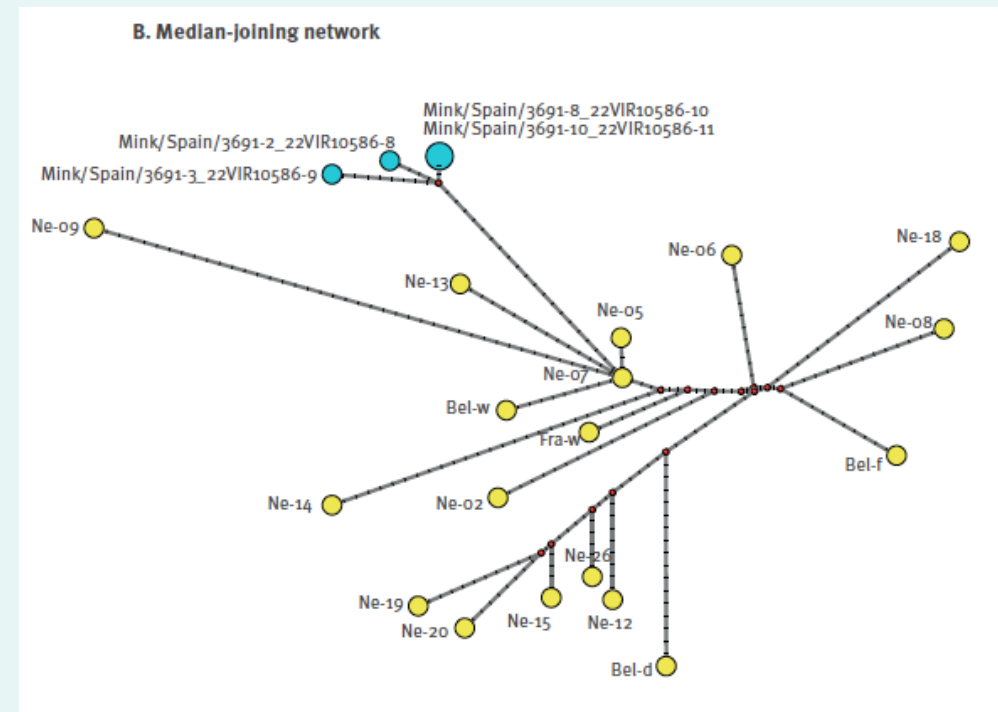 B. Median-joining network
Mink/Spain/3691-8_22VIR10586-10
Mink/Spain/3691-10_22VIR10586-11
Mink/Spain/3691-2_22VIR10586-8
Mink/Spain/3691-3_22VIR10586-9
Ne-09
Ne-18
Ne-06
Ne-13
Ne-05
Ne-08
Ne-07
Bel-w
Fra-w
Bel-f
Ne-14
Ne-02
Ne-26
Ne-19
Ne-20
Ne-15
Ne-12
Bel-d